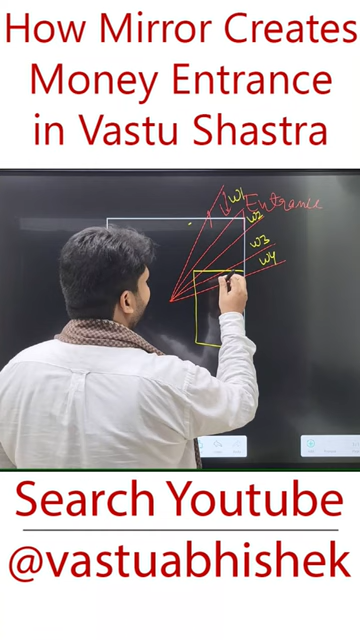 How Mirror Creates
Money Entrance
in Vastu Shastra
W1
Entrance
W2
W3
W4
Search Youtube
@vastuabhishek